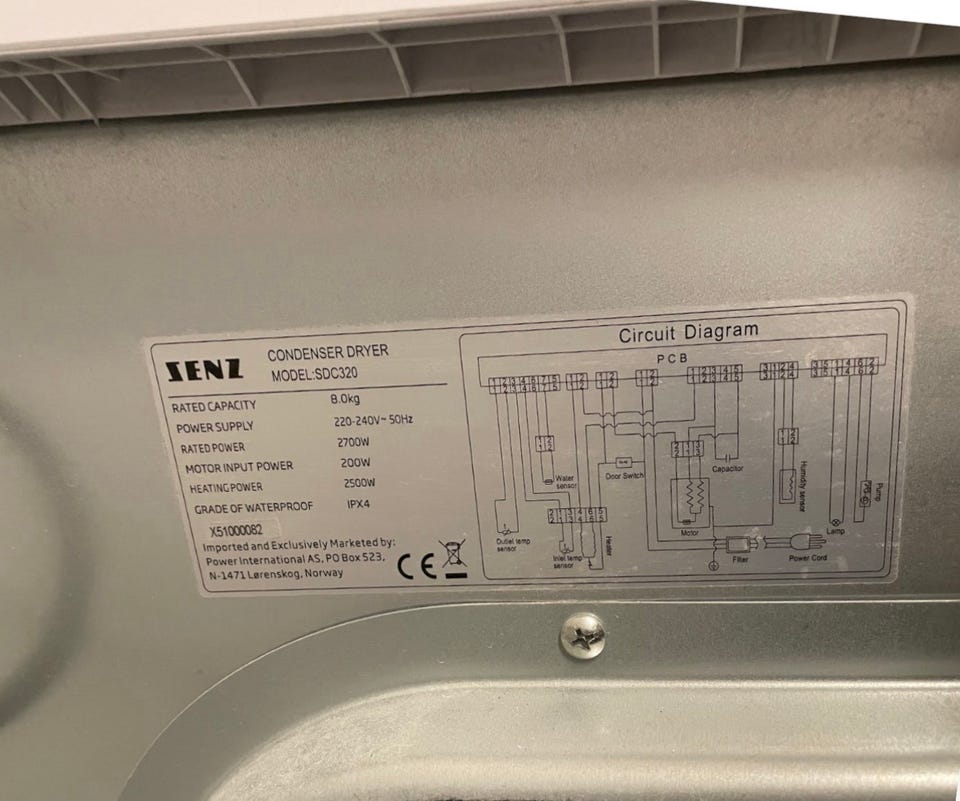 SENZ
CONDENSER DRYER
MODEL:SDC320
RATED CAPACITY 8.0kg
POWER SUPPLY 220-240V~ 50Hz
RATED POWER 2700W
MOTOR INPUT POWER 200W
HEATING POWER 2500W
GRADE OF WATERPROOF IPX4
X51000082
Imported and Exclusively Marketed by:
Power International AS, PO Box 523,
N-1471 Lørenskog, Norway
CE
Circuit Diagram
PCB
Water
sensor
Door Switch
Capacitor
Humidity sensor
Pump
Outlet temp
sensor
Inlet temp
sensor
Heater
Motor
Filter
Power Cord
Lamp